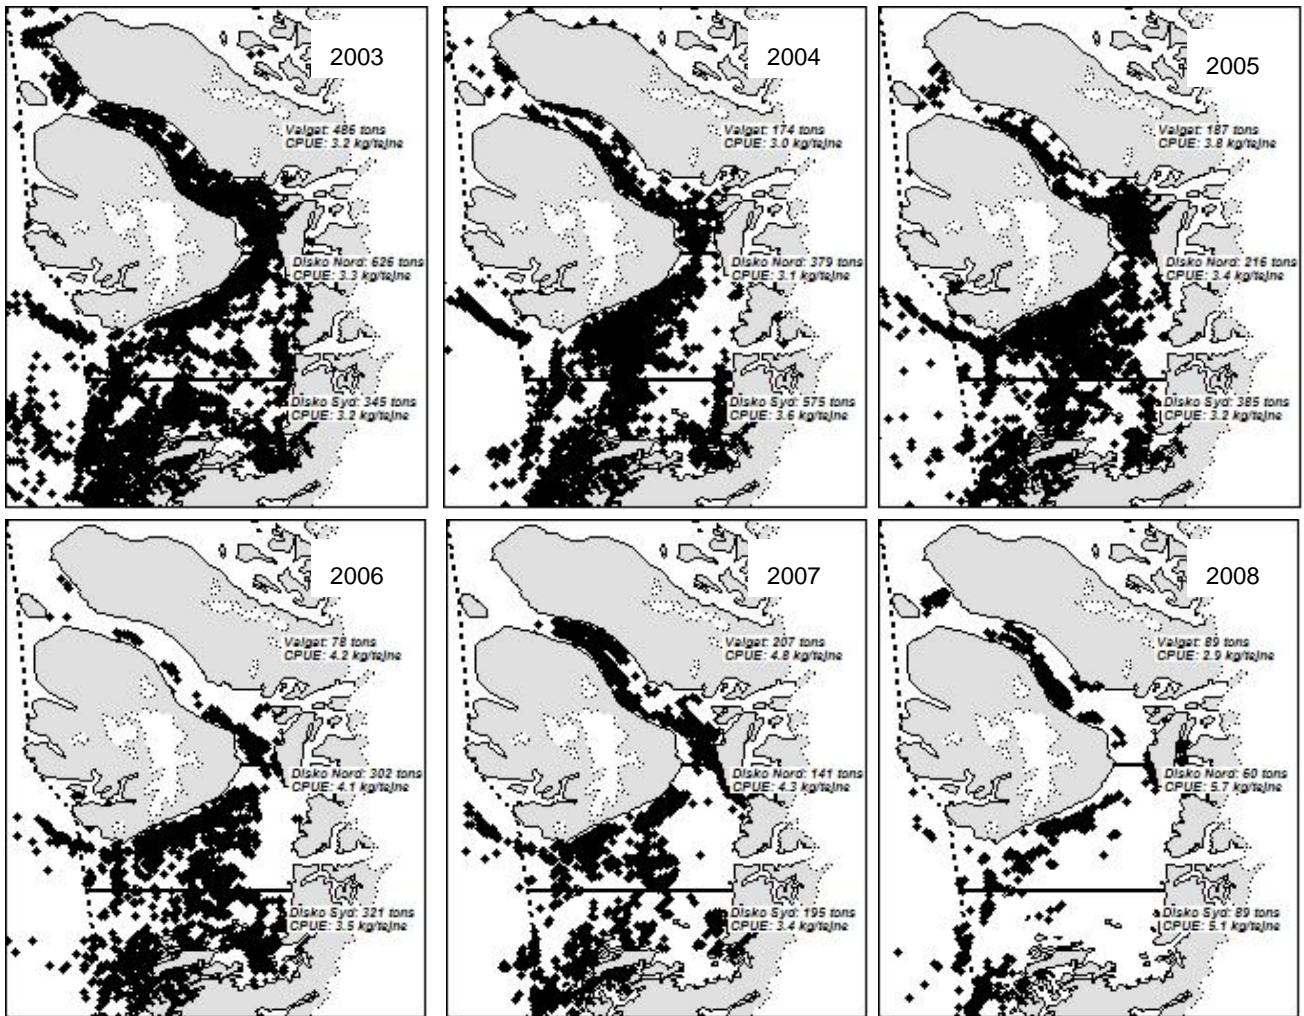 2003
Vaigat: 486 tons
CPUE: 3.2 kg/tejne
Disko Nord: 626 tons
CPUE: 3.3 kg/tejne
Disko Syd: 345 tons
CPUE: 3.2 kg/tejne
2004
Vaigat: 174 tons
CPUE: 3.0 kg/tejne
Disko Nord: 379 tons
CPUE: 3.1 kg/tejne
Disko Syd: 575 tons
CPUE: 3.6 kg/tejne
2005
Vaigat: 187 tons
CPUE: 3.8 kg/tejne
Disko Nord: 216 tons
CPUE: 3.4 kg/tejne
Disko Syd: 385 tons
CPUE: 3.2 kg/tejne
2006
Vaigat: 78 tons
CPUE: 4.2 kg/tejne
Disko Nord: 302 tons
CPUE: 4.1 kg/tejne
Disko Syd: 321 tons
CPUE: 3.5 kg/tejne
2007
Vaigat: 207 tons
CPUE: 4.8 kg/tejne
Disko Nord: 141 tons
CPUE: 4.3 kg/tejne
Disko Syd: 195 tons
CPUE: 3.4 kg/tejne
2008
Vaigat: 89 tons
CPUE: 2.9 kg/tejne
Disko Nord: 60 tons
CPUE: 5.7 kg/tejne
Disko Syd: 89 tons
CPUE: 5.1 kg/tejne